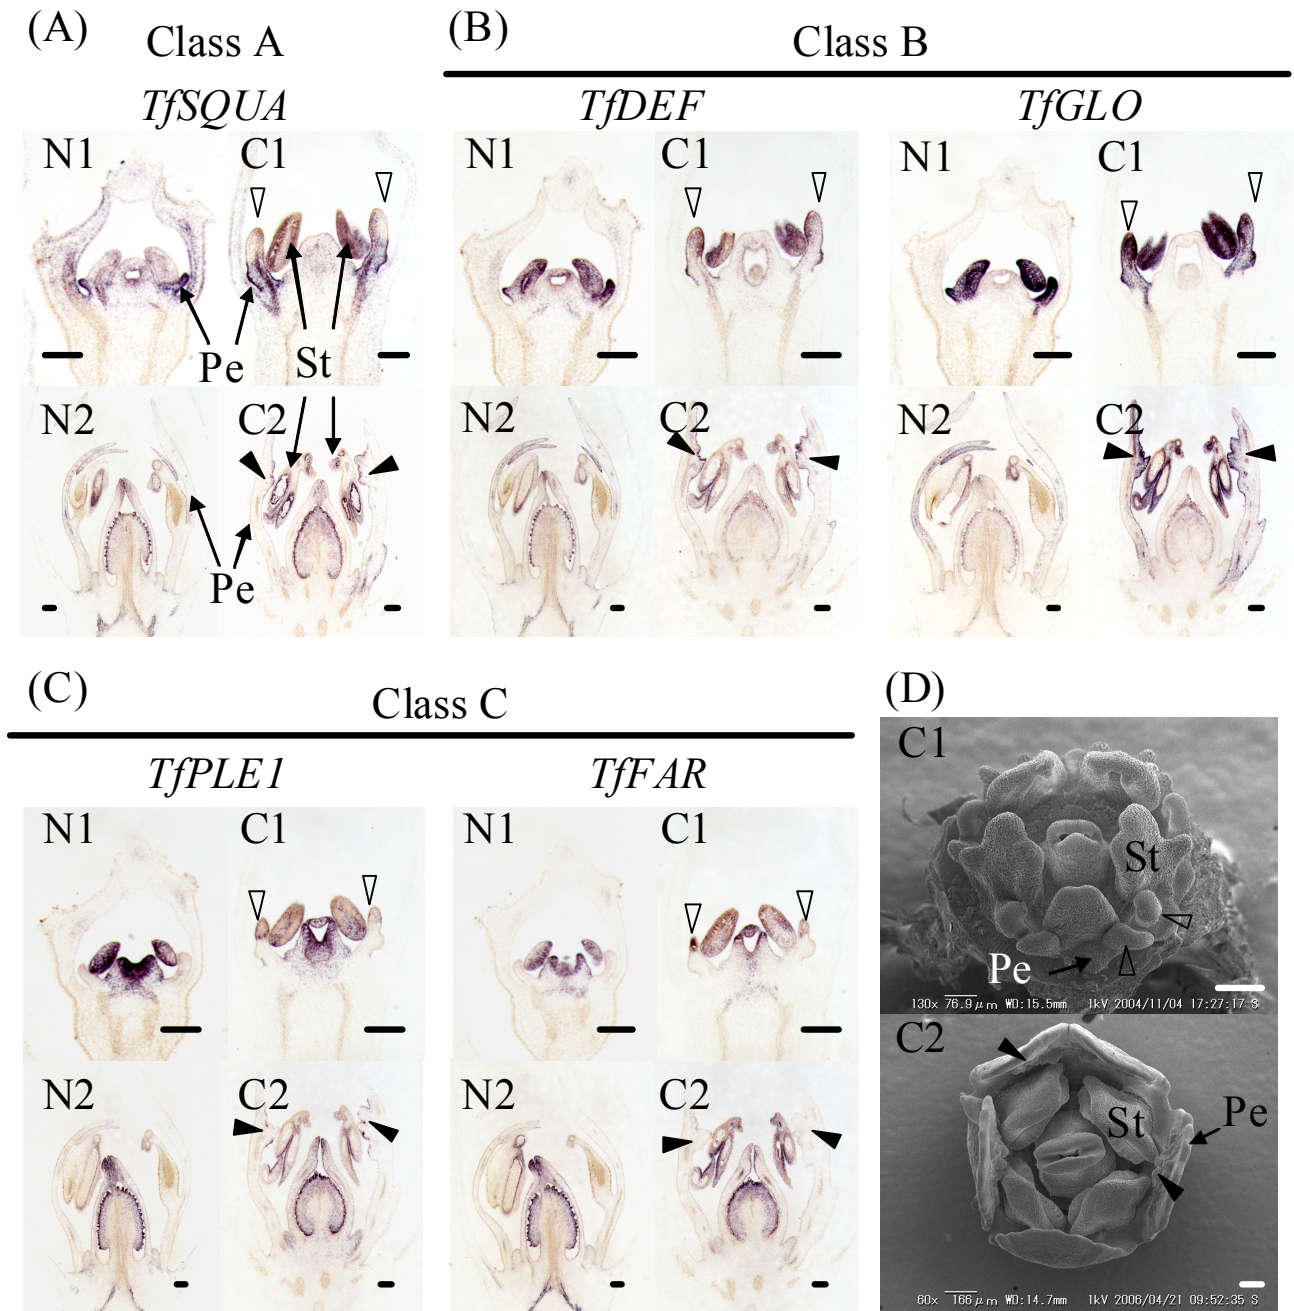 (A)
Class A
TfSQUA
N1
C1
Pe
St
N2
C2
Pe
(B)
Class B
TfDEF
TfGLO
N1
C1
N1
C1
N2
C2
N2
C2
(C)
Class C
TfPLE1
TfFAR
N1
C1
N1
C1
N2
C2
N2
C2
(D)
C1
St
Pe
130x 76.9μm WD:15.5mm 1kV 2004/11/04 17:27:17 S
C2
St
Pe
60x 166μm WD:14.7mm 1kV 2006/04/21 09:52:35 S